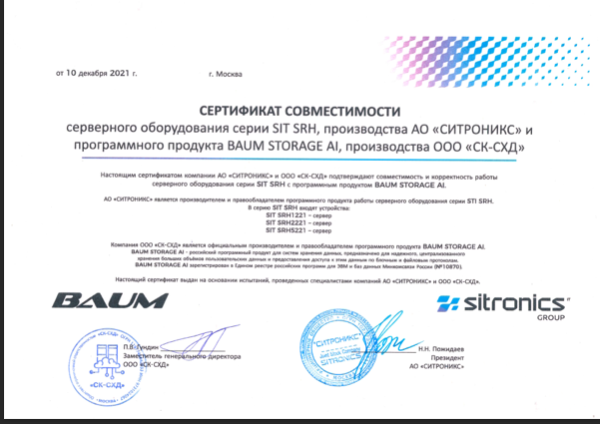 от 10 декабря 2021 г. г. Москва
СЕРТИФИКАТ СОВМЕСТИМОСТИ
серверного оборудования серии SIT SRH, производства АО «СИТРОНИКС» и
программного продукта BAUM STORAGE AI, производства ООО «СК-СХД»
Настоящим сертификатом компании АО «СИТРОНИКС» и ООО «СК-СХД» подтверждают совместимость и корректность работы
серверного оборудования серии SIT SRH с программным продуктом BAUM STORAGE AI.
АО «СИТРОНИКС» является производителем и правообладателем программного продукта работы серверного оборудования серии STI SRH.
В серию SIT SRH входят устройства:
SIT SRH1221 – сервер
SIT SRH2221 – сервер
SIT SRH5221 – сервер
Компания ООО «СК-СХД» является официальным производителем и правообладателем программного продукта BAUM STORAGE AI.
BAUM STORAGE AI – российский программный продукт для систем хранения данных, предназначено для надежного, централизованного
хранения больших объёмов пользовательских данных и предоставления доступа к этим данным по блочным и файловым протоколам.
BAUM STORAGE AI зарегистрирован в Едином реестре российских программ для ЭВМ и баз данных Минкомсвязи России (№10870).
Настоящий сертификат выдан на основании испытаний, проведенных специалистами компаний АО «СИТРОНИКС» и ООО «СК-СХД».
BAUM
sitronics
GROUP
П.В. Гундин
Заместитель генерального директора
ООО «СК-СХД»
«СК-СХД»
СИТРОНИКС
SITRONICS
Н.Н. Пожидаев
Президент
АО «СИТРОНИКС»